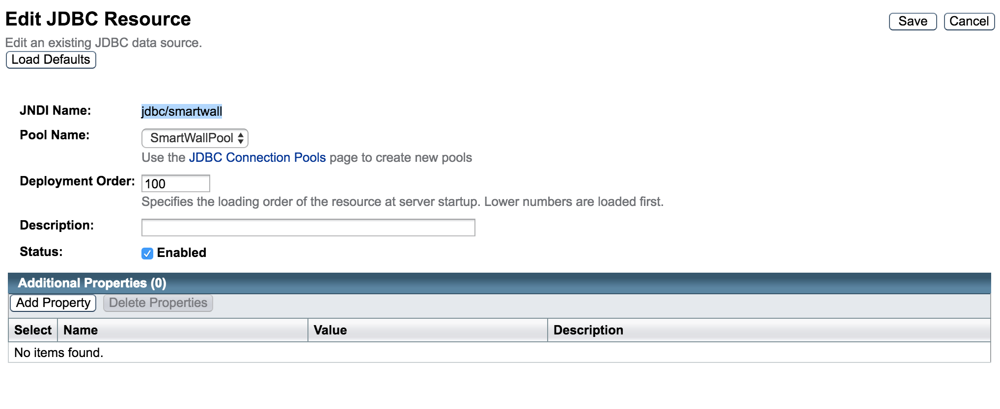 Edit JDBC Resource
Save Cancel
Edit an existing JDBC data source.
Load Defaults
JNDI Name: jdbc/smartwall
Pool Name: SmartWallPool
Use the JDBC Connection Pools page to create new pools
Deployment Order: 100
Specifies the loading order of the resource at server startup. Lower numbers are loaded first.
Description:
Status: Enabled
Additional Properties (0)
Add Property Delete Properties
Select Name Value Description
No items found.